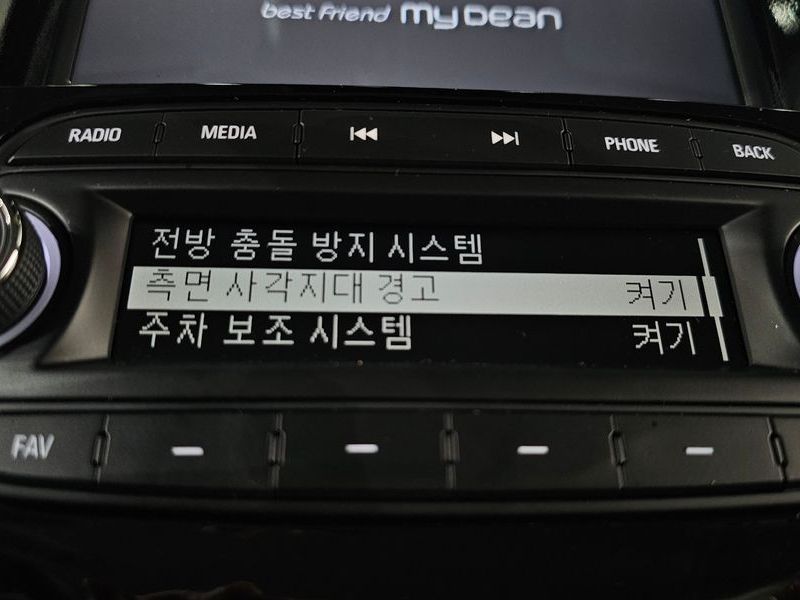 best friend my Dean
RADIO MEDIA PHONE BACK
전방 충돌 방지 시스템
측면 사각지대 경고 켜기
주차 보조 시스템 켜기
FAV